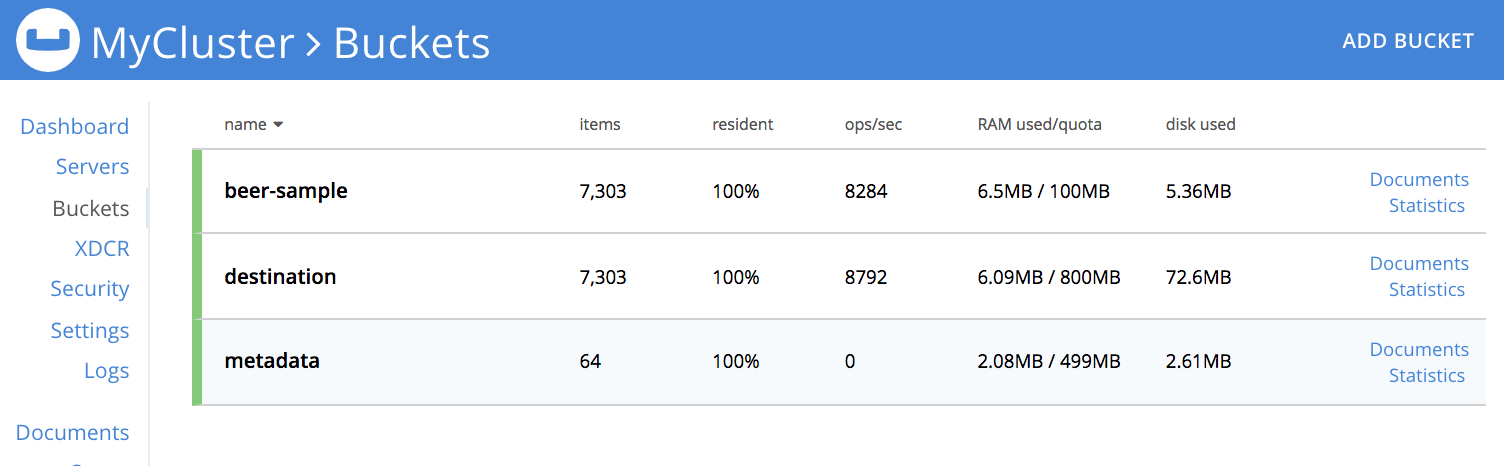 MyCluster > Buckets
ADD BUCKET
Dashboard
Servers
Buckets
XDCR
Security
Settings
Logs
Documents
name items resident ops/sec RAM used/quota disk used
beer-sample 7,303 100% 8284 6.5MB / 100MB 5.36MB
Documents
Statistics
destination 7,303 100% 8792 6.09MB / 800MB 72.6MB
Documents
Statistics
metadata 64 100% 0 2.08MB / 499MB 2.61MB
Documents
Statistics